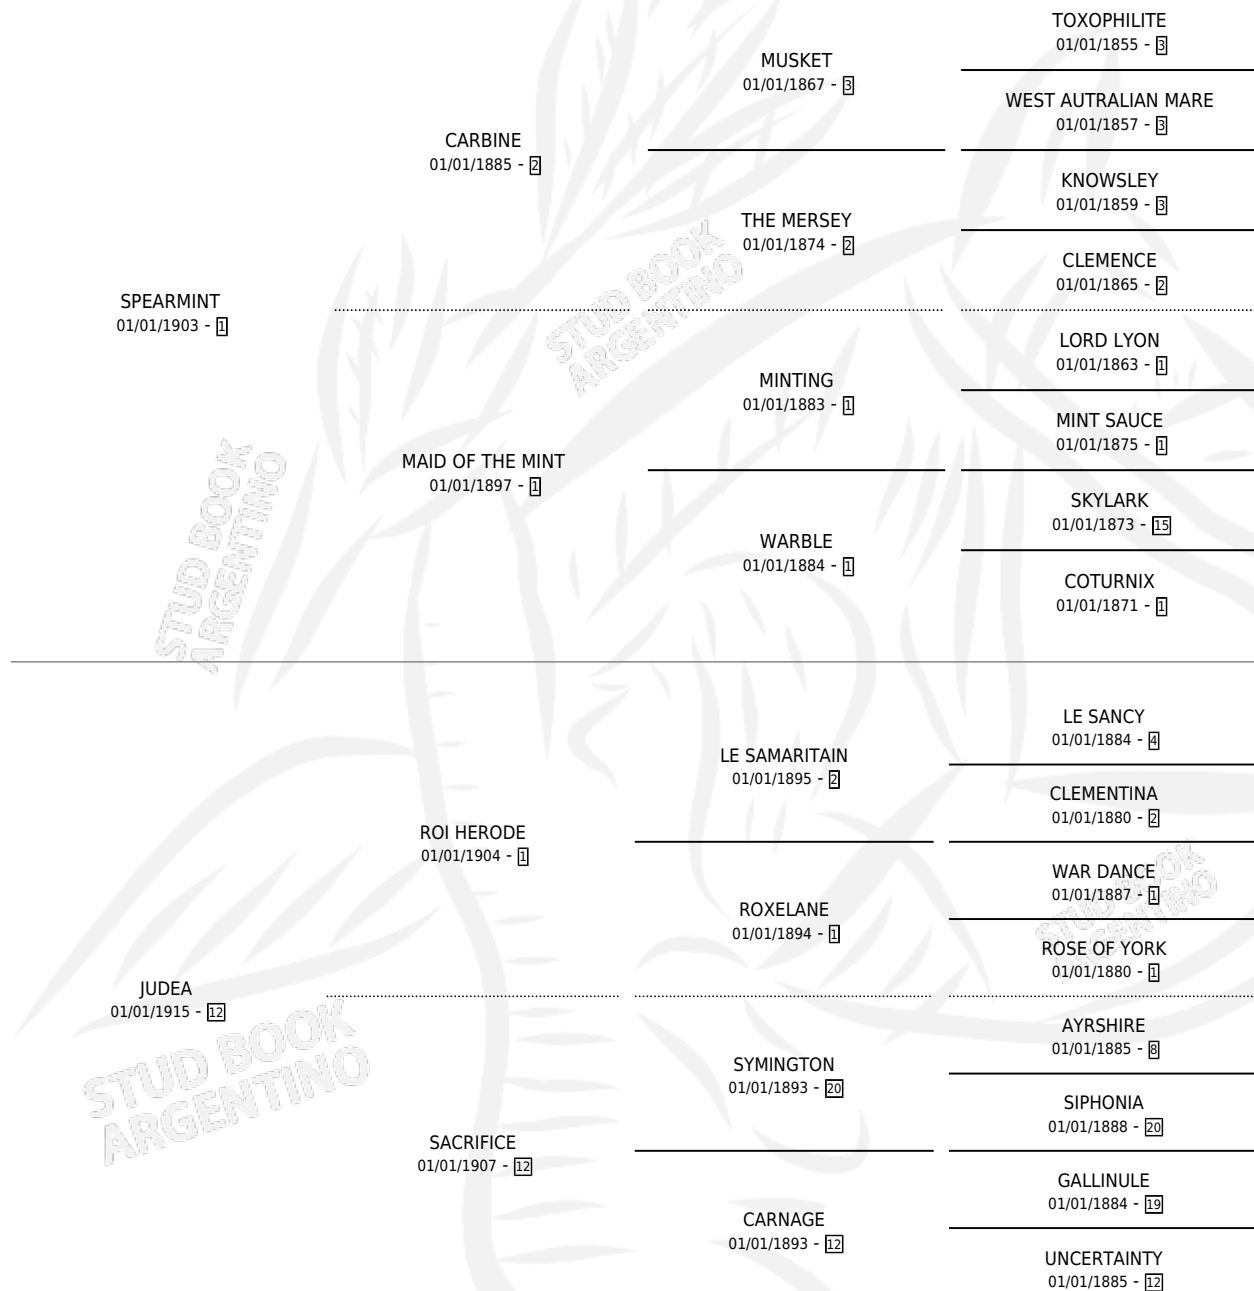 TOXOPHILITE
01/01/1855 - 3
MUSKET
01/01/1867 - 3
WEST AUTRALIAN MARE
01/01/1857 - 3
CARBINE
01/01/1885 - 2
KNOWSLEY
01/01/1859 - 3
THE MERSEY
01/01/1874 - 2
CLEMENCE
01/01/1865 - 2
SPEARMINT
01/01/1903 - 1
LORD LYON
01/01/1863 - 1
MINTING
01/01/1883 - 1
MINT SAUCE
01/01/1875 - 1
MAID OF THE MINT
01/01/1897 - 1
SKYLARK
01/01/1873 - 15
WARBLE
01/01/1884 - 1
COTURNIX
01/01/1871 - 1
LE SANCY
01/01/1884 - 4
LE SAMARITAIN
01/01/1895 - 2
CLEMENTINA
01/01/1880 - 2
ROI HERODE
01/01/1904 - 1
WAR DANCE
01/01/1887 - 1
ROXELANE
01/01/1894 - 1
ROSE OF YORK
01/01/1880 - 1
JUDEA
01/01/1915 - 12
AYRSHIRE
01/01/1885 - 8
SYMINGTON
01/01/1893 - 20
SIPHONIA
01/01/1888 - 20
SACRIFICE
01/01/1907 - 12
GALLINULE
01/01/1884 - 19
CARNAGE
01/01/1893 - 12
UNCERTAINTY
01/01/1885 - 12
STUD BOOK
ARGENTINO
STUD BOOK
ARGENTINO
STUD BOOK
ARGENTINO
STUD BOOK
ARGENTINO